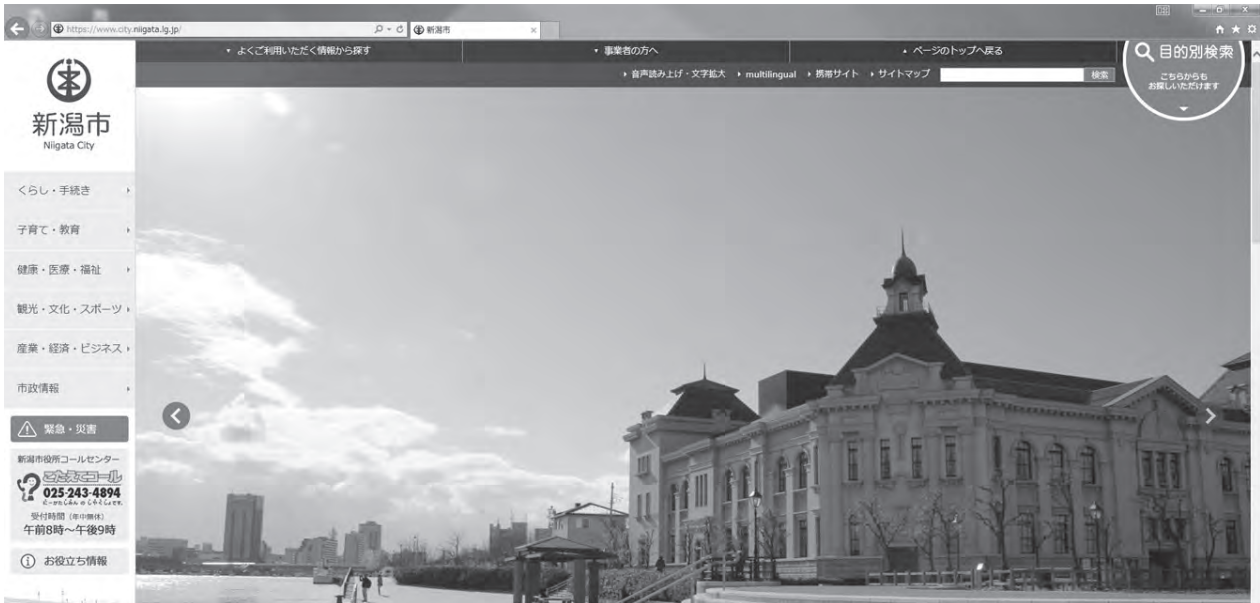 https://www.city.niigata.lg.jp/
新潟市
よくご利用いただく情報から探す
事業者の方へ
ページのトップへ戻る
目的別検索
こちらからも
お探しいただけます
音声読み上げ・文字拡大
multilingual
携帯サイト
サイトマップ
検索
新潟市
Niigata City
くらし・手続き
子育て・教育
健康・医療・福祉
観光・文化・スポーツ
産業・経済・ビジネス
市政情報
緊急・災害
新潟市役所コールセンター
こたえてコール
025-243-4894
受付時間（年中無休）
午前8時～午後9時
お役立ち情報